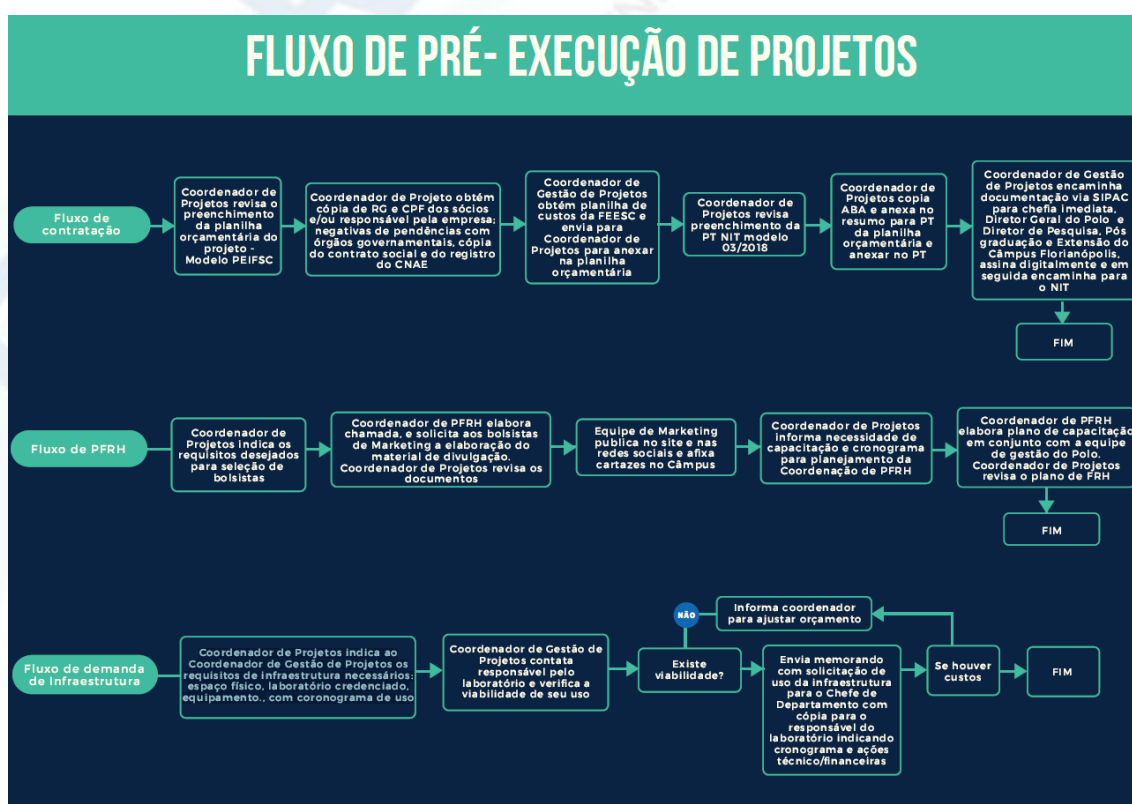 FLUXO DE PRÉ- EXECUÇÃO DE PROJETOS
Fluxo de
contratação
Coordenador de
Projetos revisa o
preenchimento
da planilha
orçamentária do
projeto -
Modelo PEIFSC
Coordenador de Projeto obtém
cópia de RG e CPF dos sócios
e/ou responsável pela empresa;
negativas de pendências com
órgãos governamentais, cópia
do contrato social e do registro
do CNAE
Coordenador de
Gestão de Projetos
obtém planilha de
custos da FEESC e
envia para
Coordenador de
Projetos para anexar
na planilha
orçamentária
Coordenador de
Projetos revisa
preenchimento da
PT NIT modelo
03/2018
Coordenador de
Projetos copia
ABA e anexa no
resumo para PT
da planilha
orçamentária e
anexar no PT
Coordenador de Gestão
de Projetos encaminha
documentação via SIPAC
para chefia imediata,
Diretor Geral do Polo e
Diretor de Pesquisa, Pós
graduação e Extensão do
Câmpus Florianópolis,
assina digitalmente e em
seguida encaminha para
o NIT
FIM
Fluxo de PFRH
Coordenador de
Projetos indica os
requisitos desejados
para seleção de
bolsistas
Coordenador de PFRH elabora
chamada, e solicita aos bolsistas
de Marketing a elaboração do
material de divulgação.
Coordenador de Projetos revisa os
documentos
Equipe de Marketing
publica no site e nas
redes sociais e afixa
cartazes no Câmpus
Coordenador de Projetos
informa necessidade de
capacitação e cronograma
para planejamento da
Coordenação de PFRH
Coordenador de PFRH
elabora plano de capacitação
em conjunto com a equipe
de gestão do Polo.
Coordenador de Projetos
revisa o plano de FRH
FIM
Fluxo de demanda
de Infraestrutura
Coordenador de Projetos indica ao
Coordenador de Gestão de Projetos os
requisitos de infraestrutura necessários:
espaço físico, laboratório credenciado,
equipamento., com coronograma de uso
Coordenador de Gestão de
Projetos contata
responsável pelo
laboratório e verifica a
viabilidade de seu uso
Existe
viabilidade?
NÃO
Informa coordenador
para ajustar orçamento
Envia memorando
com solicitação de
uso da infraestrutura
para o Chefe de
Departamento com
cópia para o
responsável do
laboratório indicando
cronograma e ações
técnico/financeiras
Se houver
custos
FIM